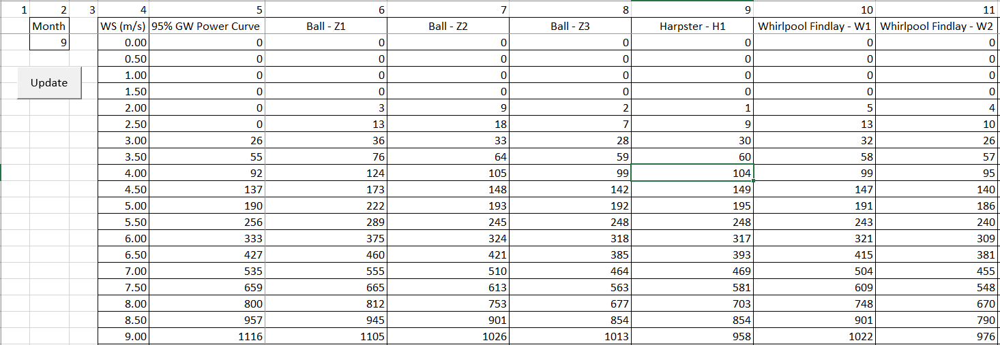 1 2 3 4 5 6 7 8 9 10 11
Month WS (m/s) 95% GW Power Curve Ball - Z1 Ball - Z2 Ball - Z3 Harpster - H1 Whirlpool Findlay - W1 Whirlpool Findlay - W2
9 0.00 0 0 0 0 0 0 0
0.50 0 0 0 0 0 0 0
1.00 0 0 0 0 0 0 0
Update
1.50 0 0 0 0 0 0 0
2.00 0 3 9 2 1 5 4
2.50 0 13 18 7 9 13 10
3.00 26 36 33 28 30 32 26
3.50 55 76 64 59 60 58 57
4.00 92 124 105 99 104 99 95
4.50 137 173 148 142 149 147 140
5.00 190 222 193 192 195 191 186
5.50 256 289 245 248 248 243 240
6.00 333 375 324 318 317 321 309
6.50 427 460 421 385 393 415 381
7.00 535 555 510 464 469 504 455
7.50 659 665 613 563 581 609 548
8.00 800 812 753 677 703 748 670
8.50 957 945 901 854 854 901 790
9.00 1116 1105 1026 1013 958 1022 976